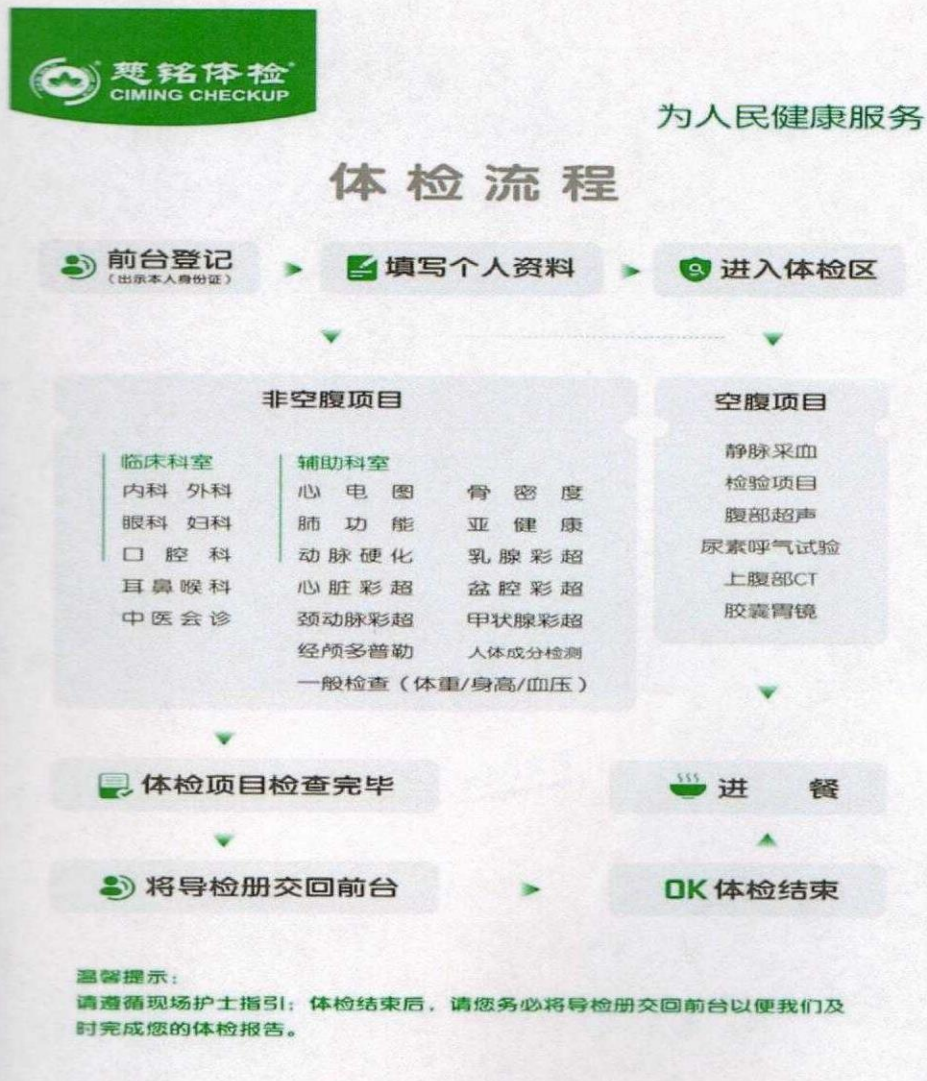 慈铭体检
CIMING CHECKUP
为人民健康服务
体检流程
前台登记
（出示本人身份证）
填写个人资料
进入体检区
非空腹项目
临床科室
内科 外科
眼科 妇科
口腔科
耳鼻喉科
中医会诊
辅助科室
心电图 骨密度
肺功能 亚健康
动脉硬化 乳腺彩超
心脏彩超 盆腔彩超
颈动脉彩超 甲状腺彩超
经颅多普勒 人体成分检测
一般检查（体重/身高/血压）
空腹项目
静脉采血
检验项目
腹部超声
尿素呼气试验
上腹部CT
胶囊胃镜
体检项目检查完毕
进餐
将导检册交回前台
OK体检结束
温馨提示：
请遵循现场护士指引；体检结束后，请您务必将导检册交回前台以便我们及
时完成您的体检报告。